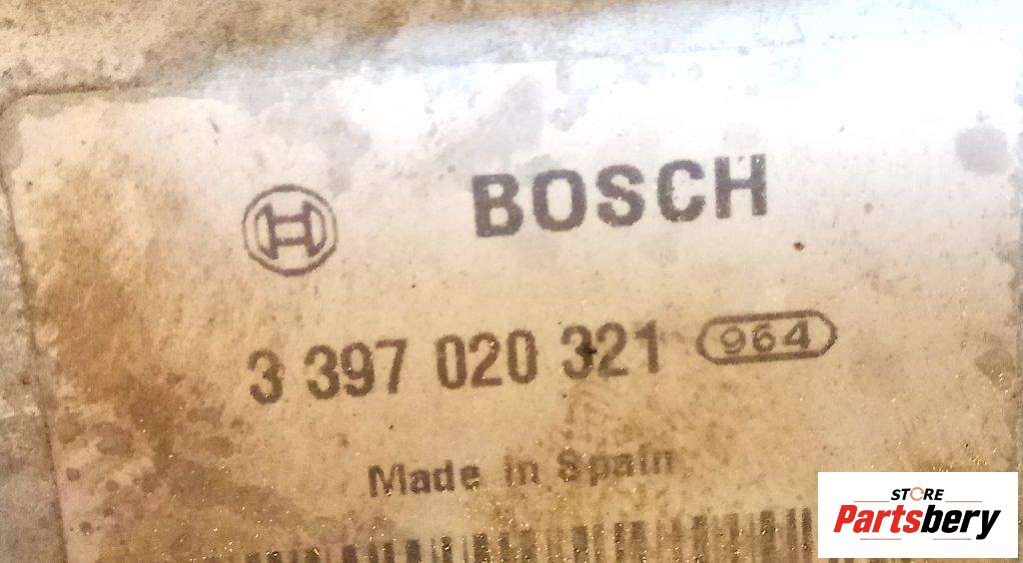 BOSCH
3 397 020 321 964
Made in Spain
STORE
Partsbery